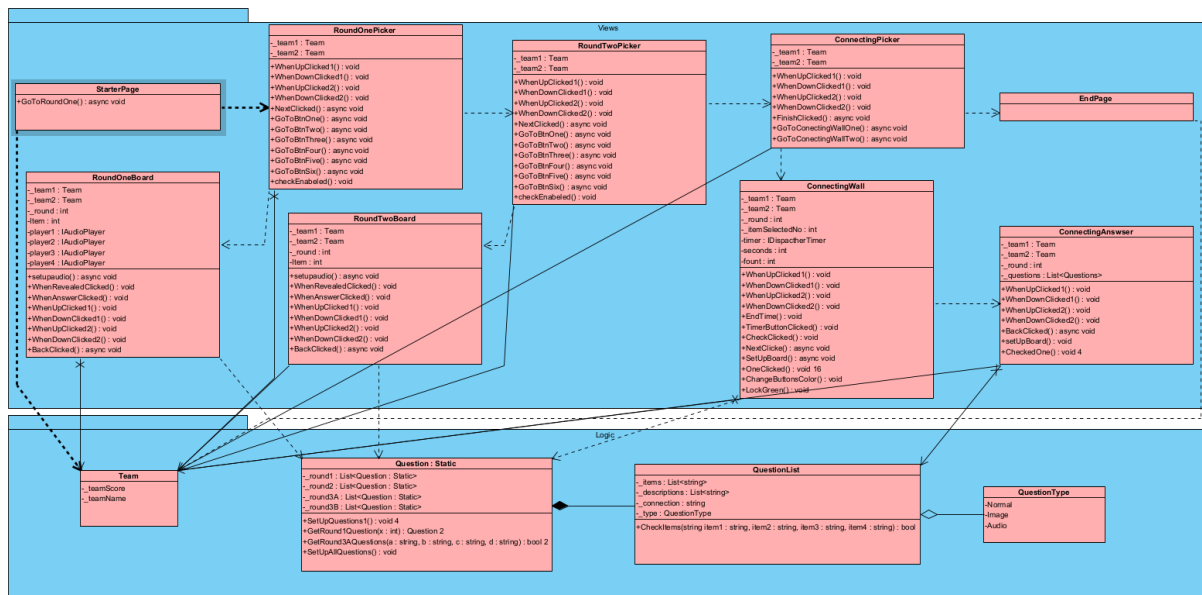 Views
StarterPage
+GoToRoundOne() : async void
RoundOnePicker
-_team1 : Team
-_team2 : Team
+WhenUpClicked1() : void
+WhenDownClicked1() : void
+WhenUpClicked2() : void
+WhenDownClicked2() : void
+NextClicked() : async void
+GoToBtnOne() : async void
+GoToBtnTwo() : async void
+GoToBtnThree() : async void
+GoToBtnFour() : async void
+GoToBtnFive() : async void
+GoToBtnSix() : async void
+checkEnabeled() : void
RoundTwoPicker
-_team1 : Team
-_team2 : Team
+WhenUpClicked1() : void
+WhenDownClicked1() : void
+WhenUpClicked2() : void
+WhenDownClicked2() : void
+NextClicked() : async void
+GoToBtnOne() : async void
+GoToBtnTwo() : async void
+GoToBtnThree() : async void
+GoToBtnFour() : async void
+GoToBtnFive() : async void
+GoToBtnSix() : async void
+checkEnabeled() : void
ConnectingPicker
-_team1 : Team
-_team2 : Team
+WhenUpClicked1() : void
+WhenDownClicked1() : void
+WhenUpClicked2() : void
+WhenDownClicked2() : void
+FinishClicked() : async void
+GoToConectingWallOne() : async void
+GoToConectingWallTwo() : async void
EndPage
RoundOneBoard
-_team1 : Team
-_team2 : Team
-_round : int
-Item : int
-player1 : IAudioPlayer
-player2 : IAudioPlayer
-player3 : IAudioPlayer
-player4 : IAudioPlayer
+setupaudio() : async void
+WhenRevealedClicked() : void
+WhenAnswerClicked() : void
+WhenUpClicked1() : void
+WhenDownClicked1() : void
+WhenUpClicked2() : void
+WhenDownClicked2() : void
+BackClicked() : async void
RoundTwoBoard
-_team1 : Team
-_team2 : Team
-_round : int
-Item : int
+setupaudio() : async void
+WhenRevealedClicked() : void
+WhenAnswerClicked() : void
+WhenUpClicked1() : void
+WhenDownClicked1() : void
+WhenUpClicked2() : void
+WhenDownClicked2() : void
+BackClicked() : async void
ConnectingWall
-_team1 : Team
-_team2 : Team
-_round : int
-_itemSelectedNo : int
-timer : IDispactherTimer
-seconds : int
-fount : int
+WhenUpClicked1() : void
+WhenDownClicked1() : void
+WhenUpClicked2() : void
+WhenDownClicked2() : void
+EndTime() : void
+TimerButtonClicked() : void
+CheckClicked() : void
+NextClicke() : async void
+SetUpBoard() : async void
+OneClicked() : void 16
+ChangeButtonsColor() : void
+LockGreen() : void
ConnectingAnswser
-_team1 : Team
-_team2 : Team
-_round : int
-_questions : List<Questions>
+WhenUpClicked1() : void
+WhenDownClicked1() : void
+WhenUpClicked2() : void
+WhenDownClicked2() : void
+BackClicked() : async void
+setUpBoard() : void
+CheckedOne() : void 4
Logic
Team
-_teamScore
-_teamName
Question : Static
-_round1 : List<Question : Static>
-_round2 : List<Question : Static>
-_round3A : List<Question : Static>
-_round3B : List<Question : Static>
+SetUpQuestions1() : void 4
+GetRound1Question(x : int) : Question 2
+GetRound3AQuestions(a : string, b : string, c : string, d : string) : bool 2
+SetUpAllQuestions() : void
QuestionList
-_items : List<string>
-_descriptions : List<string>
-_connection : string
-_type : QuestionType
+CheckItems(string item1 : string, item2 : string, item3 : string, item4 : string) : bool
QuestionType
-Normal
-Image
-Audio